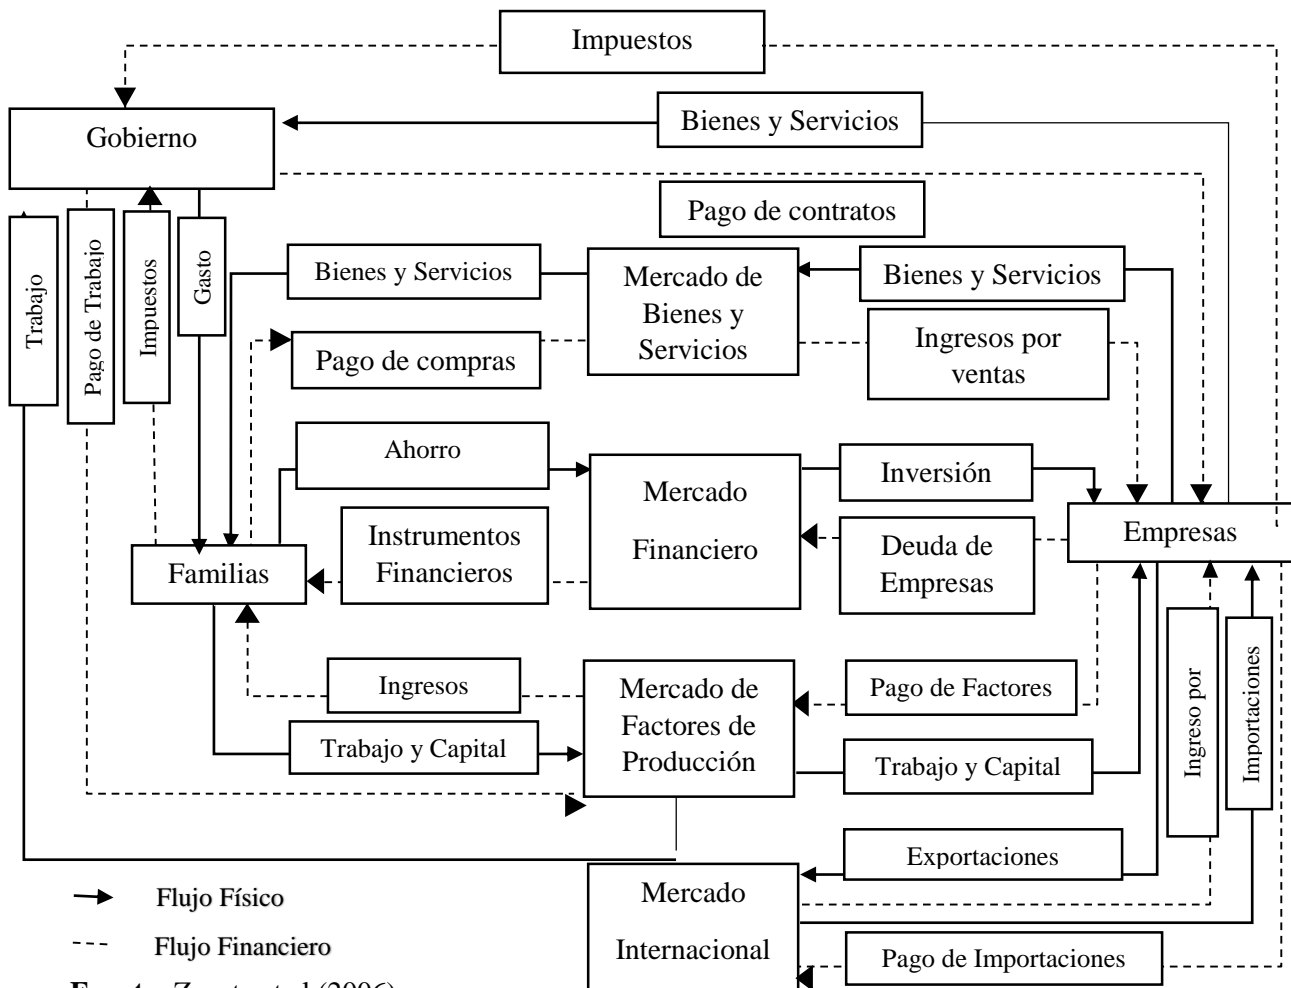 Impuestos
Bienes y Servicios
Gobierno
Pago de contratos
Trabajo
Pago de Trabajo
Impuestos
Gasto
Bienes y Servicios
Mercado de
Bienes y
Servicios
Bienes y Servicios
Pago de compras
Ingresos por
ventas
Ahorro
Mercado
Financiero
Inversión
Instrumentos
Financieros
Deuda de
Empresas
Empresas
Familias
Ingresos
Mercado de
Factores de
Producción
Pago de Factores
Trabajo y Capital
Trabajo y Capital
Ingreso por
Importaciones
Exportaciones
Mercado
Internacional
Pago de Importaciones
Flujo Físico
Flujo Financiero
(2006)